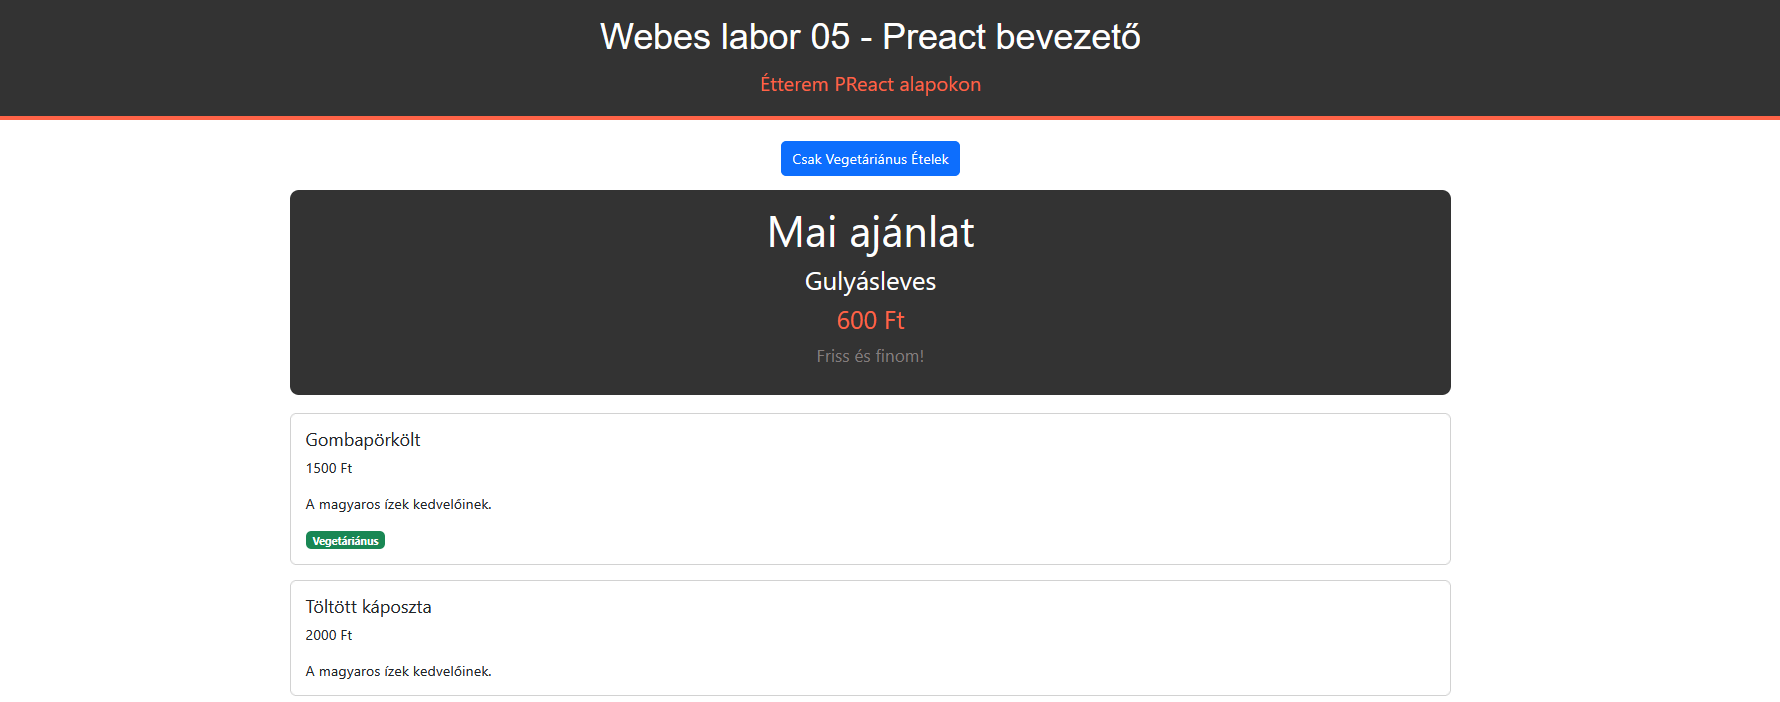 Webes labor 05 - Preact bevezető
Étterem PReact alapokon
Csak Vegetáriánus Ételek
Mai ajánlat
Gulyásleves
600 Ft
Friss és finom!
Gombapörkölt
1500 Ft
A magyaros ízek kedvelőinek.
Vegetáriánus
Töltött káposzta
2000 Ft
A magyaros ízek kedvelőinek.